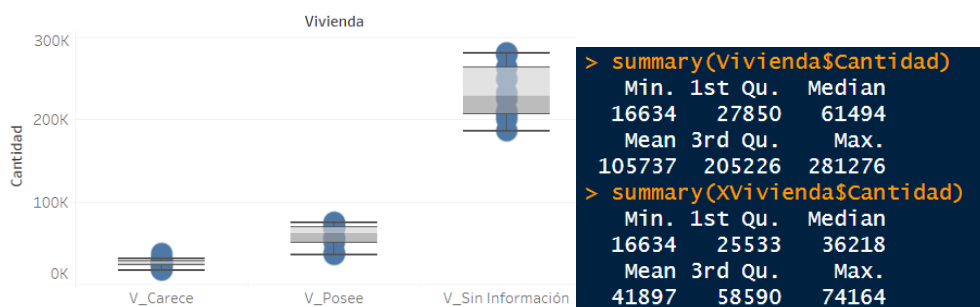 Vivienda
300K
200K
100K
0K
Cantidad
V_Carece V_Posee V_Sin Información
> summary(Vivienda$Cantidad)
Min. 1st Qu. Median
16634 27850 61494
Mean 3rd Qu. Max.
105737 205226 281276
> summary(XVivienda$Cantidad)
Min. 1st Qu. Median
16634 25533 36218
Mean 3rd Qu. Max.
41897 58590 74164